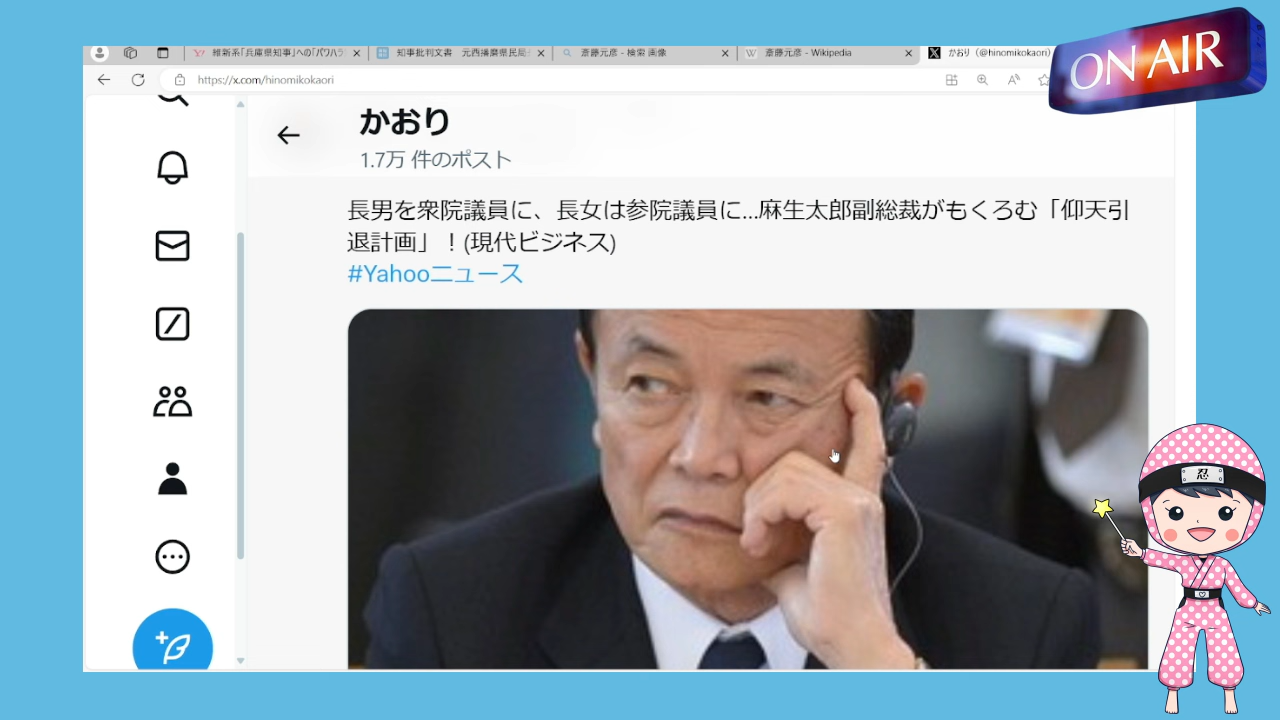 維新系「兵庫県知事」への「パワハラ
知事批判文書 元西播磨県民局
斎藤元彦 - 検索 画像
斎藤元彦 - Wikipedia
かおり (@hinomikokaori)
ON AIR
https://x.com/hinomikokaori
かおり
1.7万 件のポスト
長男を衆院議員に、長女は参院議員に...麻生太郎副総裁がもくろむ「仰天引
退計画」！(現代ビジネス)
#Yahooニュース
忍